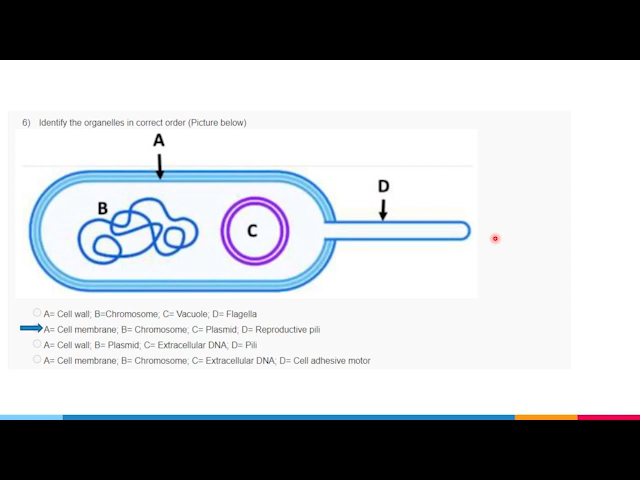 6) Identify the organelles in correct order (Picture below)
A
D
B
C
A= Cell wall; B=Chromosome; C= Vacuole; D= Flagella
A= Cell membrane; B= Chromosome; C= Plasmid; D= Reproductive pili
A= Cell wall; B= Plasmid; C= Extracellular DNA; D= Pili
A= Cell membrane; B= Chromosome; C= Extracellular DNA; D= Cell adhesive motor